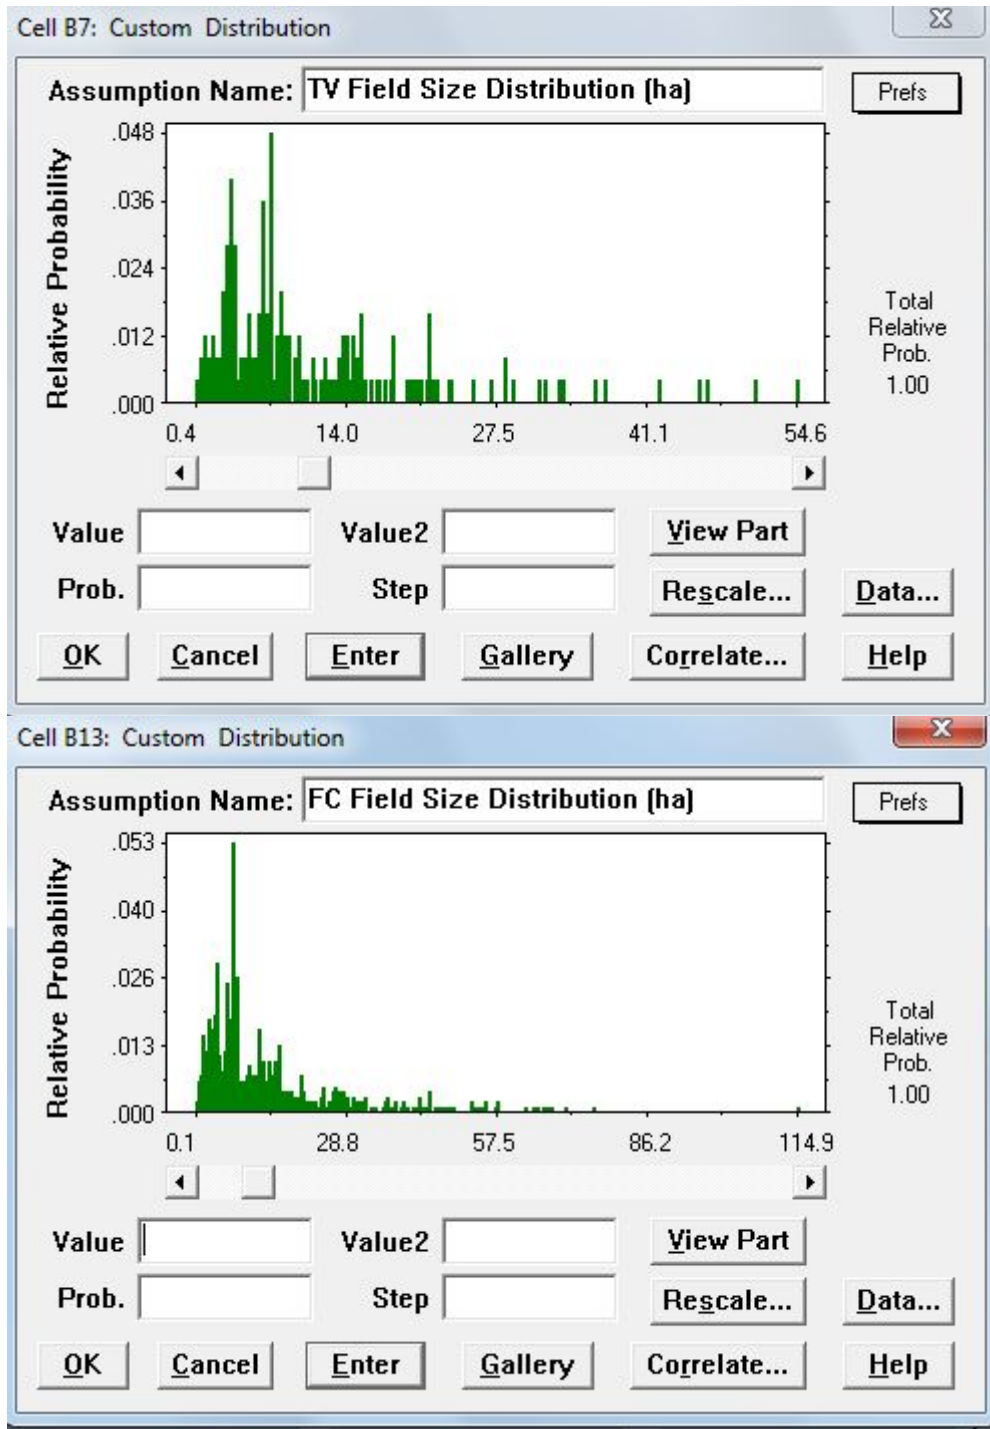 Cell B7: Custom Distribution
Assumption Name: TV Field Size Distribution (ha)
Prefs
Relative Probability
.048
.036
.024
.012
.000
0.4 14.0 27.5 41.1 54.6
Total
Relative
Prob.
1.00
Value Value2 View Part
Prob. Step Rescale... Data...
OK Cancel Enter Gallery Correlate... Help
Cell B13: Custom Distribution
Assumption Name: FC Field Size Distribution (ha)
Prefs
Relative Probability
.053
.040
.026
.013
.000
0.1 28.8 57.5 86.2 114.9
Total
Relative
Prob.
1.00
Value Value2 View Part
Prob. Step Rescale... Data...
OK Cancel Enter Gallery Correlate... Help